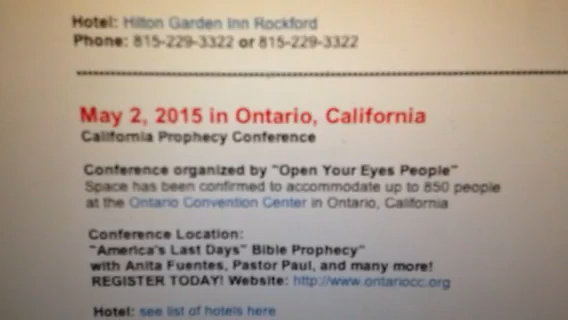 Hotel: Hilton Garden Inn Rockford
Phone: 815-229-3322 or 815-229-3322
May 2, 2015 in Ontario, California
California Prophecy Conference
Conference organized by "Open Your Eyes People"
Space has been confirmed to accommodate up to 850 people
at the Ontario Convention Center in Ontario, California
Conference Location:
"America's Last Days" Bible Prophecy"
with Anita Fuentes, Pastor Paul, and many more!
REGISTER TODAY! Website: http://www.ontariocc.org
Hotel: see list of hotels here